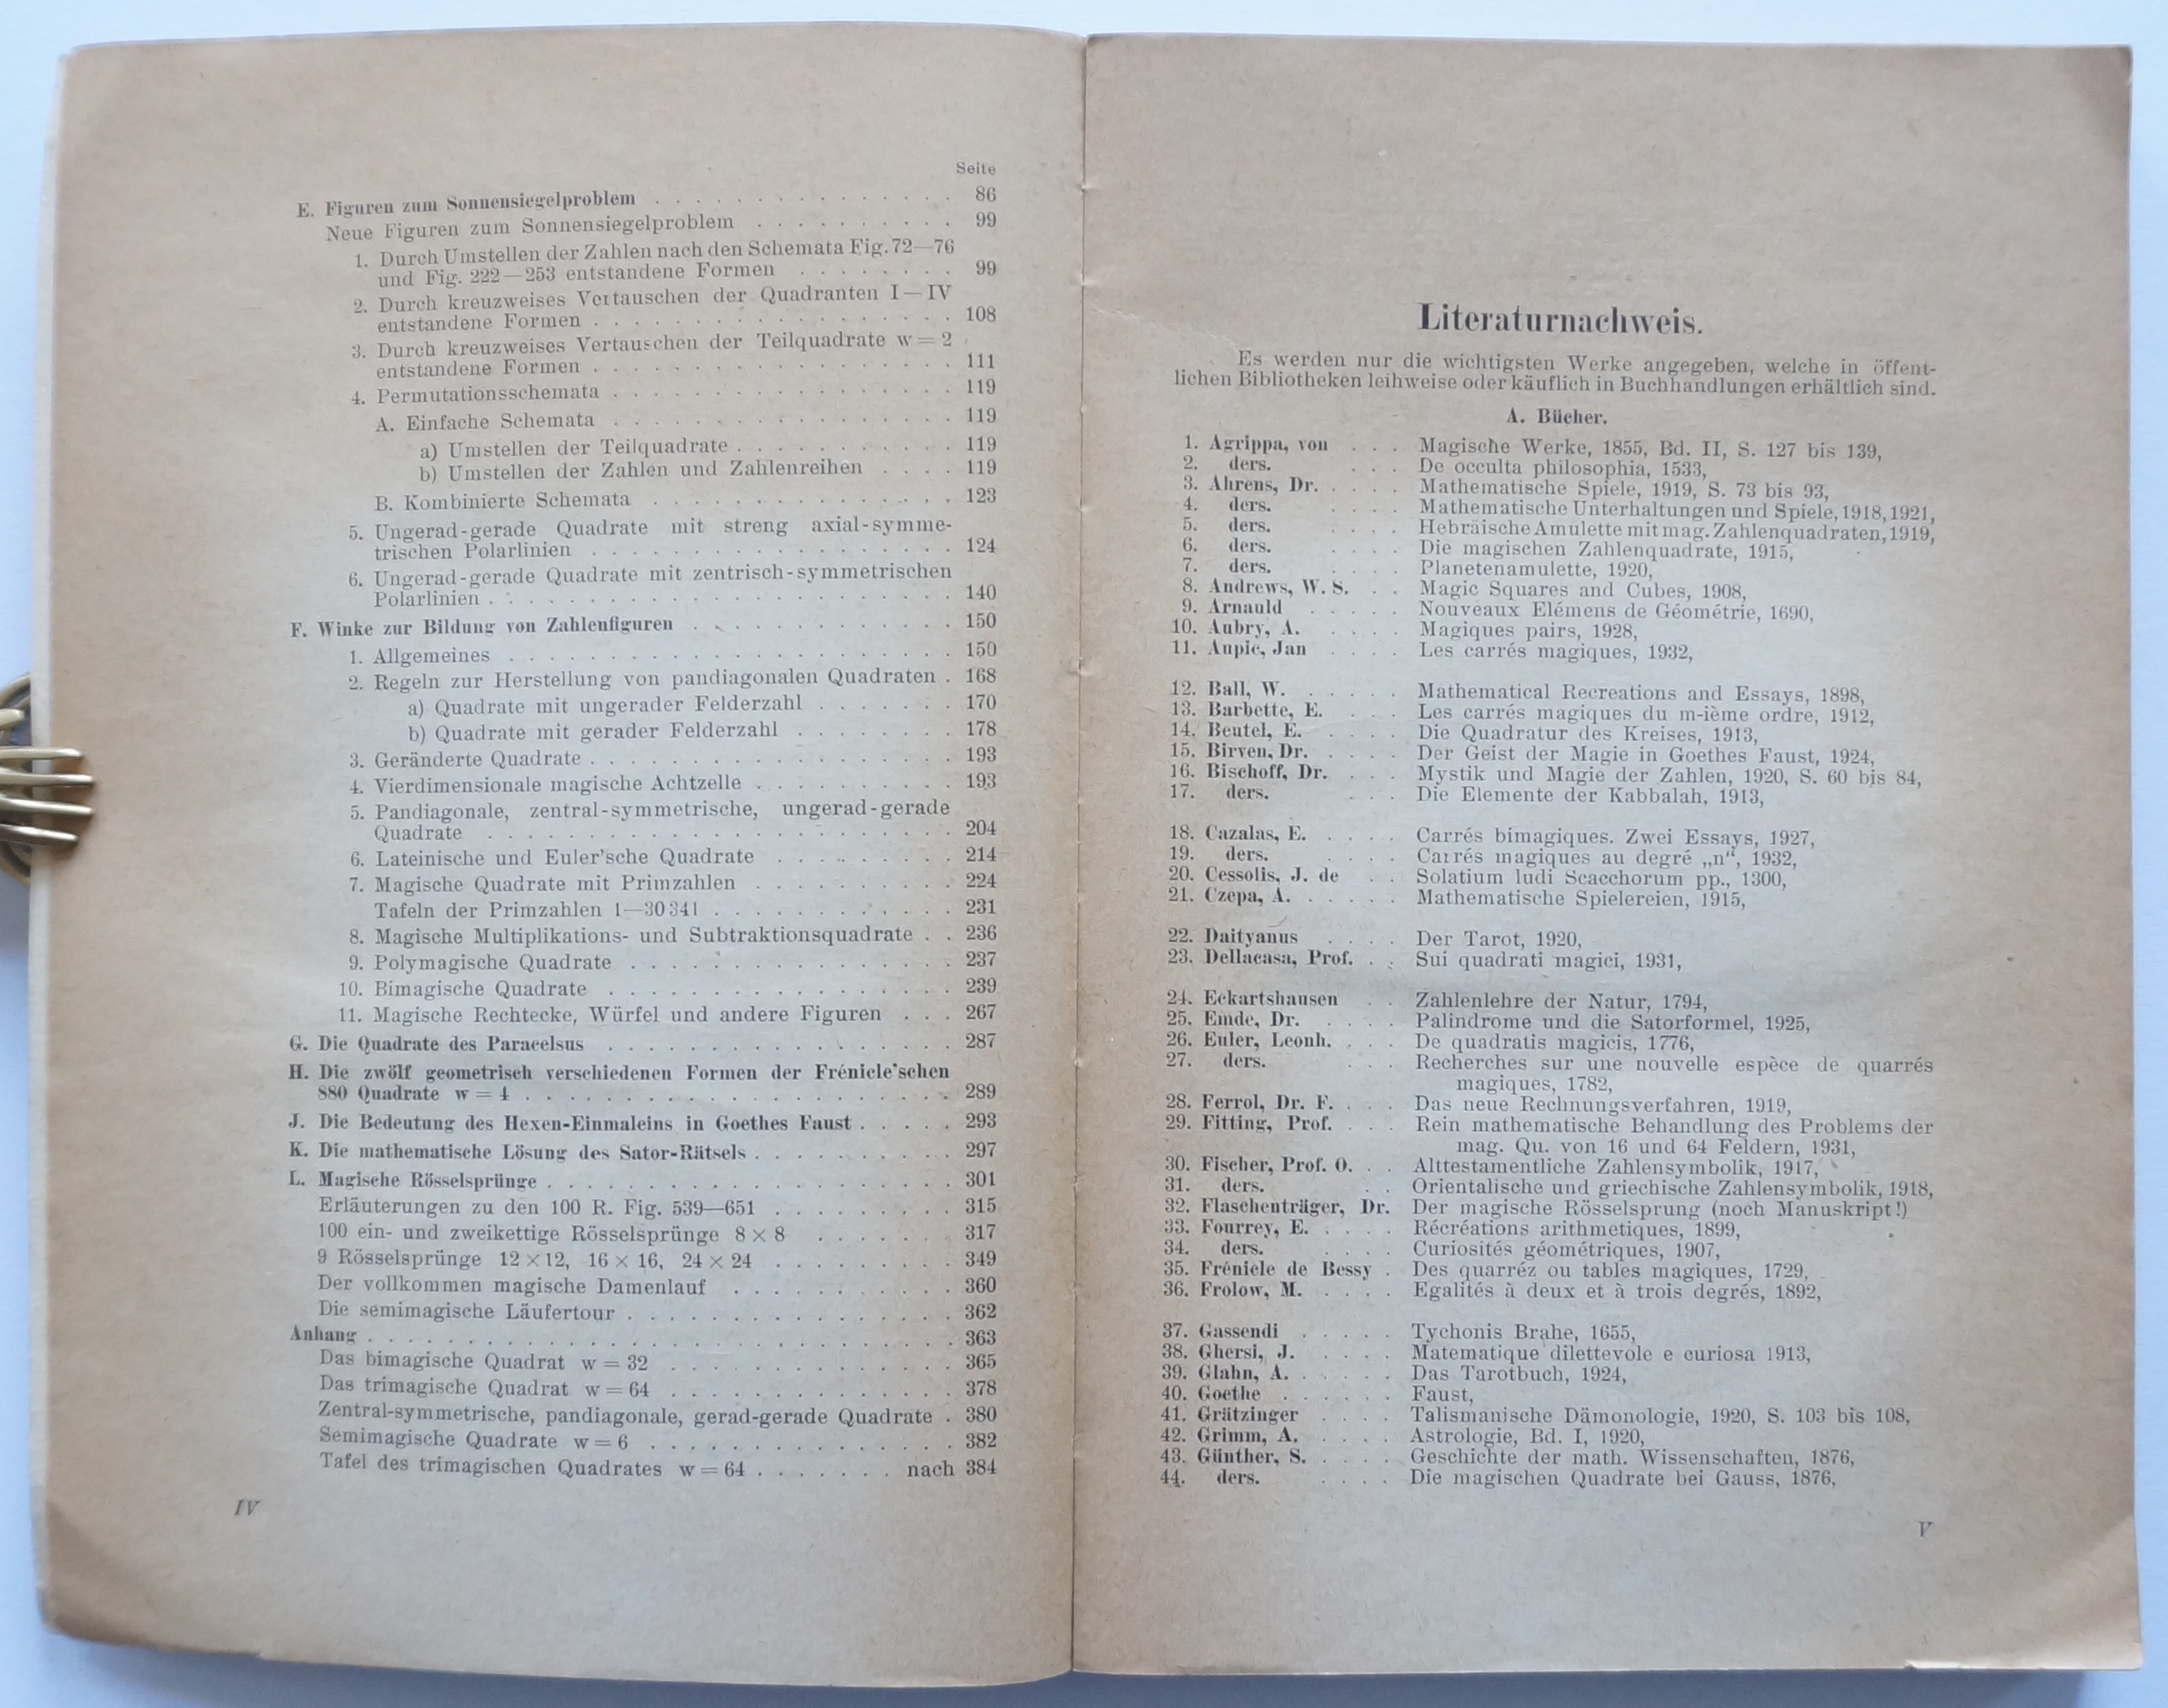 Seite
E. Figuren zum Sonnensiegelproblem . . . . . . . . . . . . . . . 86
Neue Figuren zum Sonnensiegelproblem . . . . . . . . . . 99
1. Durch Umstellen der Zahlen nach den Schemata Fig. 72—76
und Fig. 222—253 entstandene Formen . . . . . . . . 99
2. Durch kreuzweises Vertauschen der Quadranten I—IV
entstandene Formen . . . . . . . . . . . . . . . . . 108
3. Durch kreuzweises Vertauschen der Teilquadrate w = 2
entstandene Formen . . . . . . . . . . . . . . . . . 111
4. Permutationsschemata . . . . . . . . . . . . . . . . 119
A. Einfache Schemata . . . . . . . . . . . . . . . . 119
a) Umstellen der Teilquadrate . . . . . . . . . . 119
b) Umstellen der Zahlen und Zahlenreihen . . . . 119
B. Kombinierte Schemata . . . . . . . . . . . . . . 123
5. Ungerad-gerade Quadrate mit streng axial-symme-
trischen Polarlinien . . . . . . . . . . . . . . . . . 124
6. Ungerad-gerade Quadrate mit zentrisch-symmetrischen
Polarlinien . . . . . . . . . . . . . . . . . . . . . . 140
F. Winke zur Bildung von Zahlenfiguren . . . . . . . . . . . . . 150
1. Allgemeines . . . . . . . . . . . . . . . . . . . . . 150
2. Regeln zur Herstellung von pandiagonalen Quadraten . 168
a) Quadrate mit ungerader Felderzahl . . . . . . . 170
b) Quadrate mit gerader Felderzahl . . . . . . . . 178
3. Geränderte Quadrate . . . . . . . . . . . . . . . . . 193
4. Vierdimensionale magische Achtzelle . . . . . . . . . . 193
5. Pandiagonale, zentral-symmetrische, ungerad-gerade
Quadrate . . . . . . . . . . . . . . . . . . . . . . 204
6. Lateinische und Euler'sche Quadrate . . . . . . . . . 214
7. Magische Quadrate mit Primzahlen . . . . . . . . . . 224
Tafeln der Primzahlen 1—30341 . . . . . . . . . . . . 231
8. Magische Multiplikations- und Subtraktionsquadrate . . 236
9. Polymagische Quadrate . . . . . . . . . . . . . . . . 237
10. Bimagische Quadrate . . . . . . . . . . . . . . . . . 239
11. Magische Rechtecke, Würfel und andere Figuren . . . 267
G. Die Quadrate des Paracelsus . . . . . . . . . . . . . . . . . 287
H. Die zwölf geometrisch verschiedenen Formen der Frénicle'schen
880 Quadrate w = 4 . . . . . . . . . . . . . . . . . . . . . 289
J. Die Bedeutung des Hexen-Einmaleins in Goethes Faust . . . . . 293
K. Die mathematische Lösung des Sator-Rätsels . . . . . . . . . . 297
L. Magische Rösselsprünge . . . . . . . . . . . . . . . . . . . . 301
Erläuterungen zu den 100 R. Fig. 539—651 . . . . . . . . . 315
100 ein- und zweikettige Rösselsprünge 8 × 8 . . . . . . 317
9 Rösselsprünge 12 × 12, 16 × 16, 24 × 24 . . . . . . . . . 349
Der vollkommen magische Damenlauf . . . . . . . . . . . 360
Die semimagische Läufertour . . . . . . . . . . . . . . . . 362
Anhang . . . . . . . . . . . . . . . . . . . . . . . . . . . . . 363
Das bimagische Quadrat w = 32 . . . . . . . . . . . . . . 365
Das trimagische Quadrat w = 64 . . . . . . . . . . . . . . 378
Zentral-symmetrische, pandiagonale, gerad-gerade Quadrate . 380
Semimagische Quadrate w = 6 . . . . . . . . . . . . . . . 382
Tafel des trimagischen Quadrates w = 64 . . . . . . . nach 384
IV
Literaturnachweis.
Es werden nur die wichtigsten Werke angegeben, welche in öffent-
lichen Bibliotheken leihweise oder käuflich in Buchhandlungen erhältlich sind.
A. Bücher.
1. Agrippa, von . . . Magische Werke, 1855, Bd. II, S. 127 bis 139,
2. ders. . . . De occulta philosophia, 1533,
3. Ahrens, Dr. . . . . Mathematische Spiele, 1919, S. 73 bis 93,
4. ders. . . . . Mathematische Unterhaltungen und Spiele, 1918, 1921,
5. ders. . . . . Hebräische Amulette mit mag. Zahlenquadraten, 1919,
6. ders. . . . . Die magischen Zahlenquadrate, 1915,
7. ders. . . . . Planetenamulette, 1920,
8. Andrews, W. S. . . Magic Squares and Cubes, 1908,
9. Arnauld . . . . . Nouveaux Elémens de Géométrie, 1690,
10. Aubry, A. . . . . Magiques pairs, 1928,
11. Aupic, Jan . . . . Les carrés magiques, 1932,
12. Ball, W. . . . . . Mathematical Recreations and Essays, 1898,
13. Barbette, E. . . . Les carrés magiques du m-ième ordre, 1912,
14. Beutel, E. . . . . Die Quadratur des Kreises, 1913,
15. Birven, Dr. . . . . Der Geist der Magie in Goethes Faust, 1924,
16. Bischoff, Dr. . . . Mystik und Magie der Zahlen, 1920, S. 60 bis 84,
17. ders. . . . Die Elemente der Kabbalah, 1913,
18. Cazalas, E. . . . . Carrés bimagiques. Zwei Essays, 1927,
19. ders. . . . . Carrés magiques au degré „n“, 1932,
20. Cessolis, J. de . . Solatium ludi Scacchorum pp., 1300,
21. Czepa, A. . . . . . Mathematische Spielereien, 1915,
22. Daityanus . . . . Der Tarot, 1920,
23. Dellacasa, Prof. . . Sui quadrati magici, 1931,
24. Eckartshausen . . Zahlenlehre der Natur, 1794,
25. Emde, Dr. . . . . Palindrome und die Satorformel, 1925,
26. Euler, Leonh. . . . De quadratis magicis, 1776,
27. ders. . . . Recherches sur une nouvelle espèce de quarrés
magiques, 1782,
28. Ferrol, Dr. F. . . . Das neue Rechnungsverfahren, 1919,
29. Fitting, Prof. . . . Rein mathematische Behandlung des Problems der
mag. Qu. von 16 und 64 Feldern, 1931,
30. Fischer, Prof. O. . . Alttestamentliche Zahlensymbolik, 1917,
31. ders. . . Orientalische und griechische Zahlensymbolik, 1918,
32. Flaschenträger, Dr. Der magische Rösselsprung (noch Manuskript!)
33. Fourrey, E. . . . . Récréations arithmetiques, 1899,
34. ders. . . . . Curiosités géométriques, 1907,
35. Frénicle de Bessy . Des quarréz ou tables magiques, 1729,
36. Frolow, M. . . . . Egalités à deux et à trois degrés, 1892,
37. Gassendi . . . . . Tychonis Brahe, 1655,
38. Ghersi, J. . . . . Matematique dilettevole e curiosa 1913,
39. Glahn, A. . . . . . Das Tarotbuch, 1924,
40. Goethe . . . . . . Faust,
41. Grätzinger . . . . Talismanische Dämonologie, 1920, S. 103 bis 108,
42. Grimm, A. . . . . Astrologie, Bd. I, 1920,
43. Günther, S. . . . . Geschichte der math. Wissenschaften, 1876,
44. ders. . . . . Die magischen Quadrate bei Gauss, 1876,
V